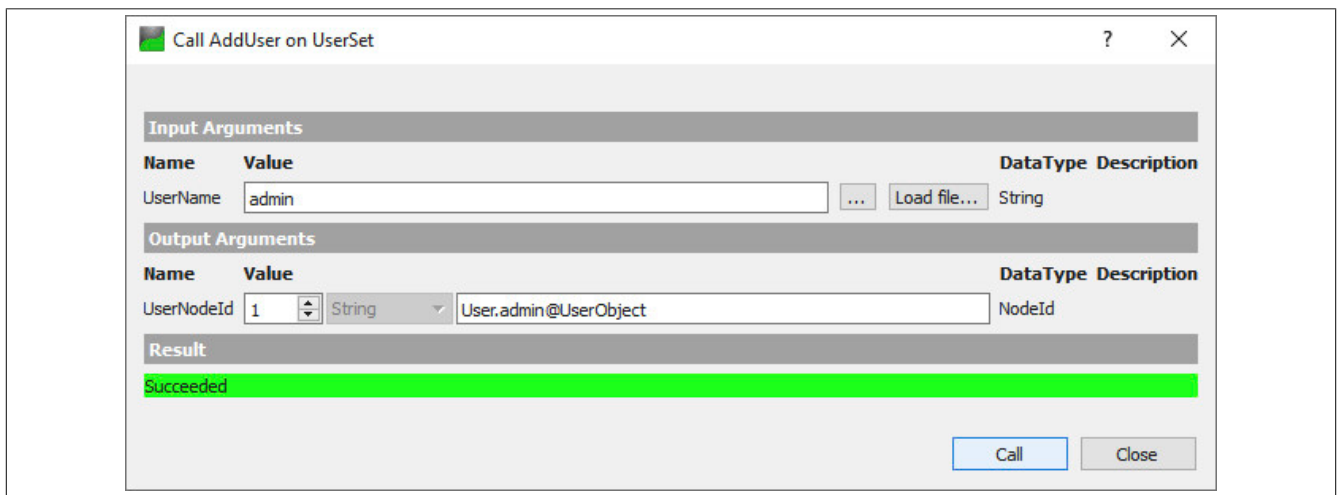 Call AddUser on UserSet ? ×
Input Arguments
Name Value DataType Description
UserName admin ... Load file... String
Output Arguments
Name Value DataType Description
UserNodeId 1 String User.admin@UserObject NodeId
Result
Succeeded
Call Close